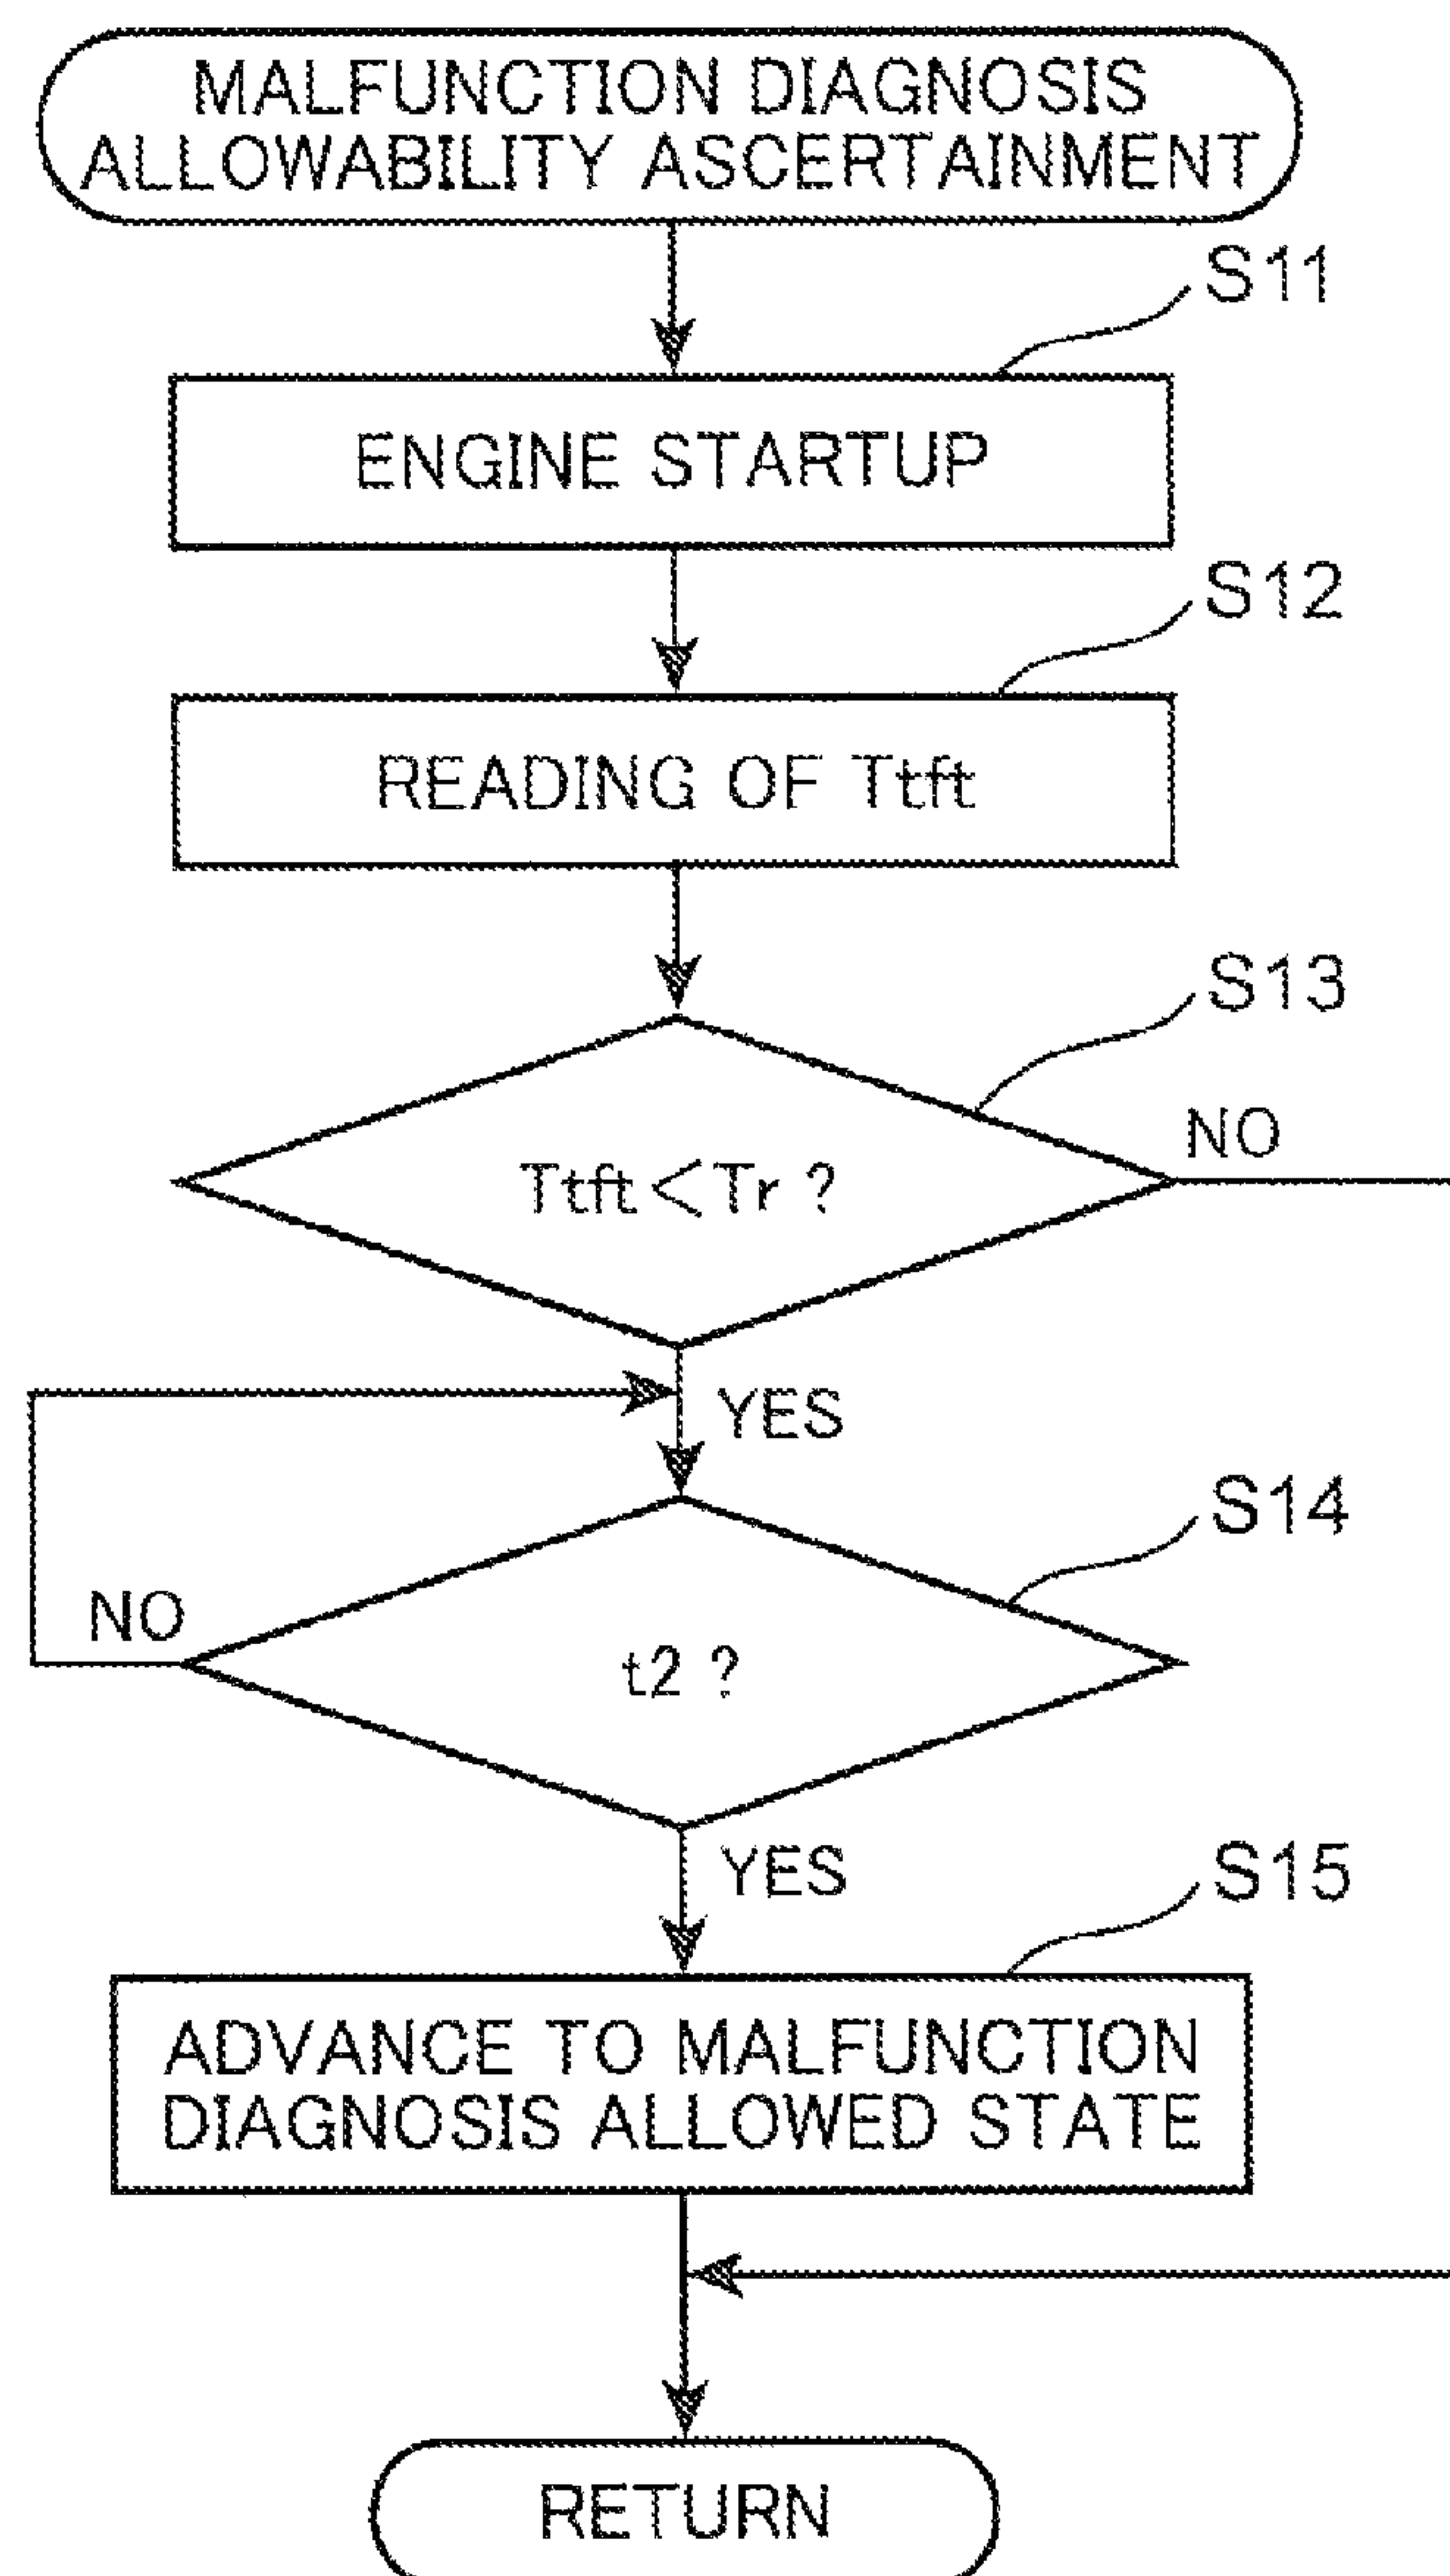 MALFUNCTION DIAGNOSIS
ALLOWABILITY ASCERTAINMENT
S11
ENGINE STARTUP
S12
READING OF Ttft
S13
NO
Ttft<Tr ?
YES
S14
NO
t2 ?
YES
S15
ADVANCE TO MALFUNCTION
DIAGNOSIS ALLOWED STATE
RETURN